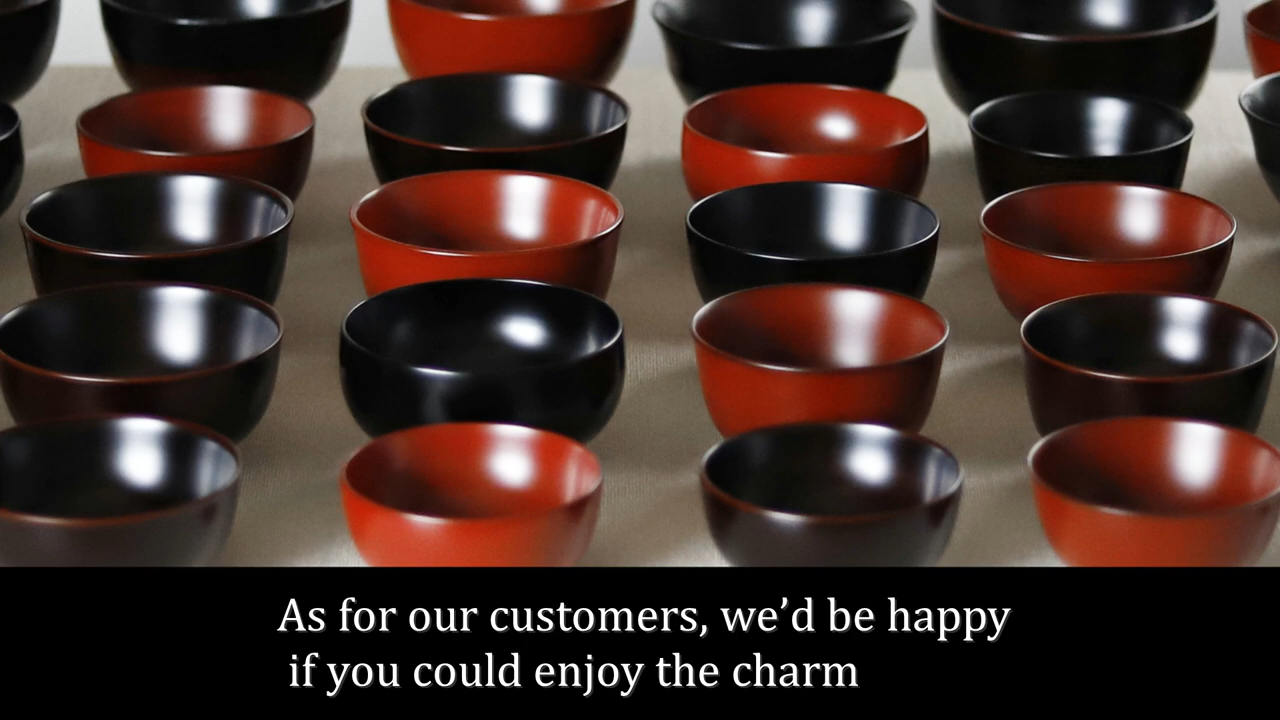 As for our customers, we’d be happy
if you could enjoy the charm